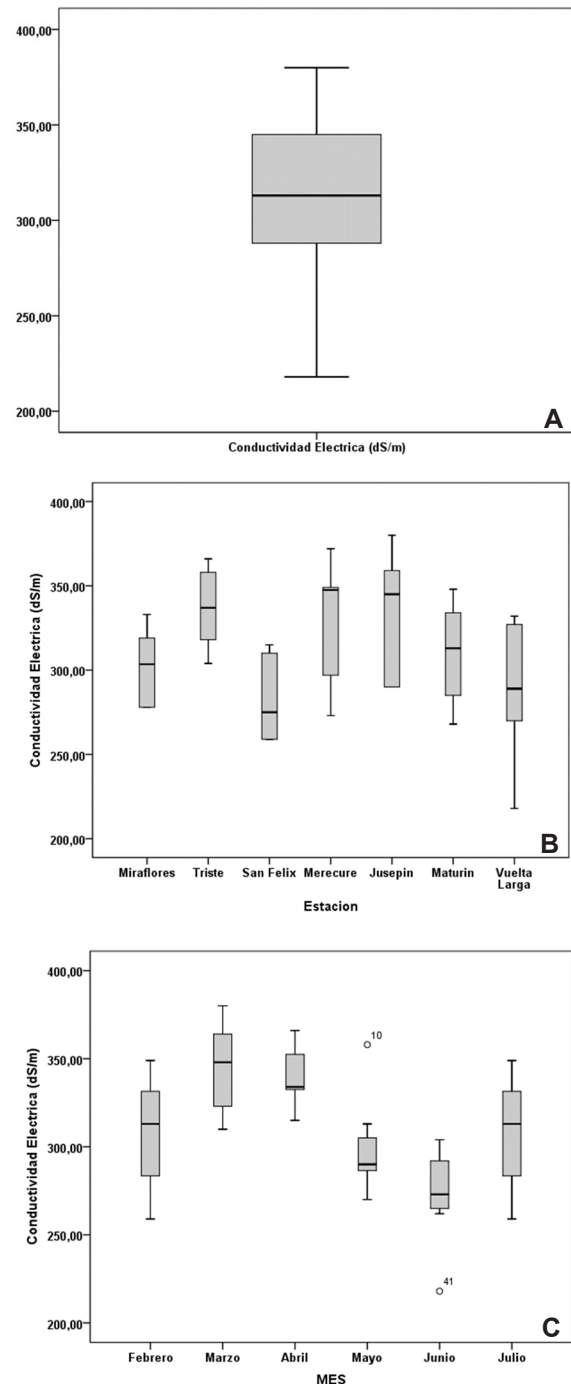 400,00
350,00
300,00
250,00
200,00
A
Conductividad Electrica (dS/m)
Conductividad Electrica (dS/m)
400,00
350,00
300,00
250,00
200,00
B
Miraflores Triste San Felix Merecure Jusepin Maturin Vuelta
Larga
Estacion
Conductividad Electrica (dS/m)
400,00
350,00
300,00
250,00
200,00
10
41
C
Febrero Marzo Abril Mayo Junio Julio
MES